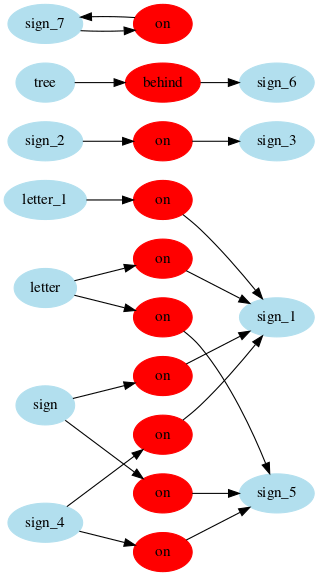 sign_7 on
tree behind sign_6
sign_2 on sign_3
letter_1 on
on
letter
on sign_1
on
sign
on
on sign_5
sign_4
on